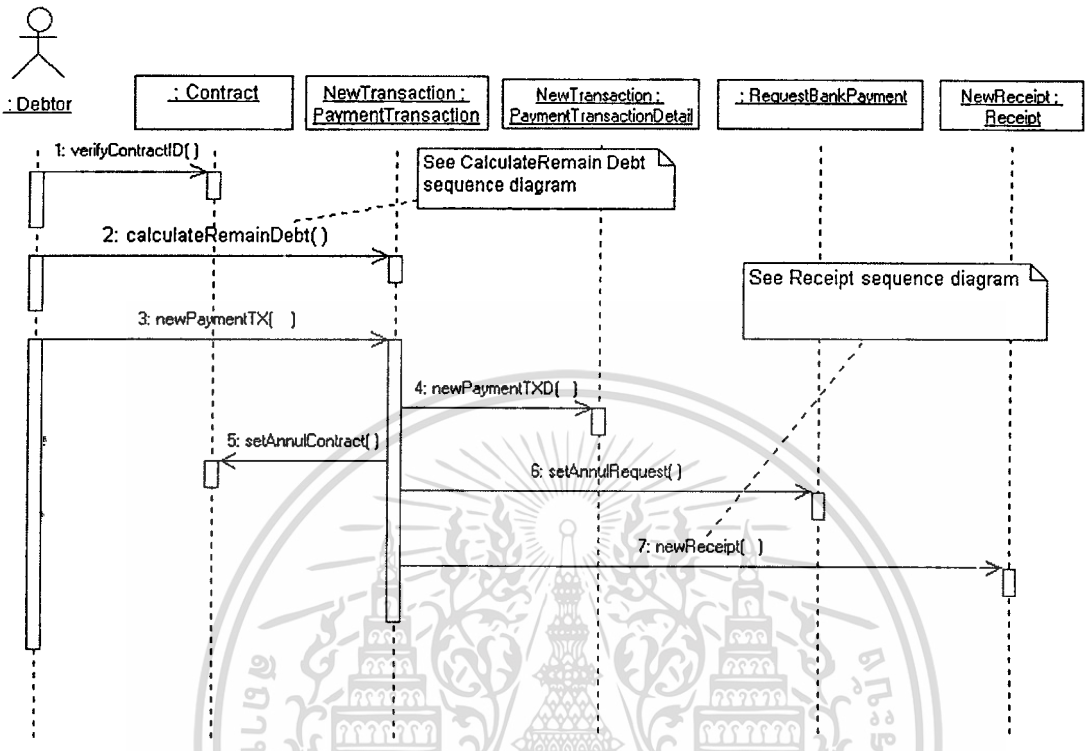 : Debtor
: Contract
NewTransaction :
PaymentTransaction
NewTransaction :
PaymentTransactionDetail
: RequestBankPayment
NewReceipt :
Receipt
1: verifyContractID( )
See CalculateRemain Debt
sequence diagram
2: calculateRemainDebt( )
See Receipt sequence diagram
3: newPaymentTX( )
4: newPaymentTXD( )
5: setAnnulContract( )
6: setAnnulRequest( )
7: newReceipt( )